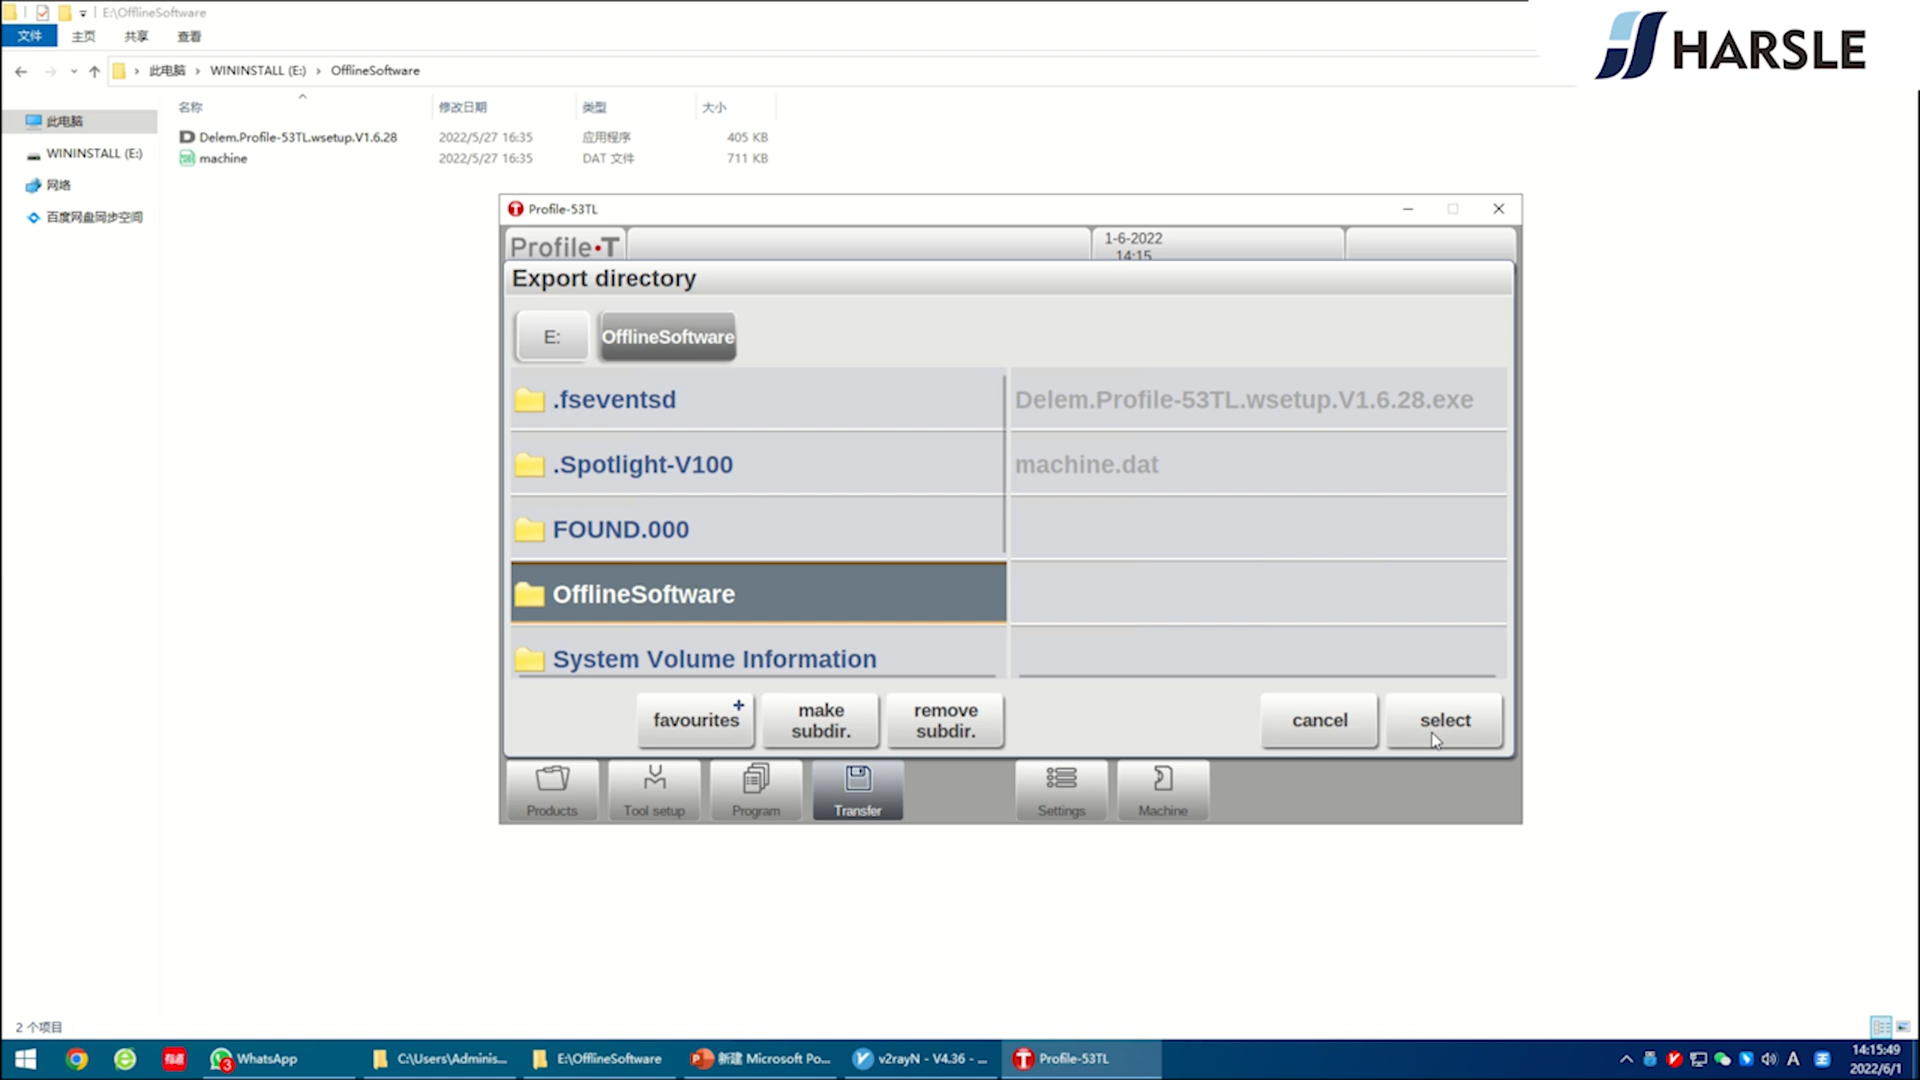 E:\OfflineSoftware
文件 主页 共享 查看
此电脑 › WININSTALL (E:) › OfflineSoftware
HARSLE
名称 修改日期 类型 大小
此电脑
WININSTALL (E:)
网络
百度网盘同步空间
Delem.Profile-53TL.wsetup.V1.6.28 2022/5/27 16:35 应用程序 405 KB
machine 2022/5/27 16:35 DAT 文件 711 KB
Profile-53TL
Profile•T
1-6-2022
14:15
Export directory
E: OfflineSoftware
.fseventsd
.Spotlight-V100
FOUND.000
OfflineSoftware
System Volume Information
Delem.Profile-53TL.wsetup.V1.6.28.exe
machine.dat
favourites
make subdir.
remove subdir.
cancel
select
Products Tool setup Program Transfer Settings Machine
2 个项目
有道
3
WhatsApp
C:\Users\Adminis...
E:\OfflineSoftware
新建 Microsoft Po...
v2rayN - V4.36 - ...
Profile-53TL
A
14:15:49
2022/6/1